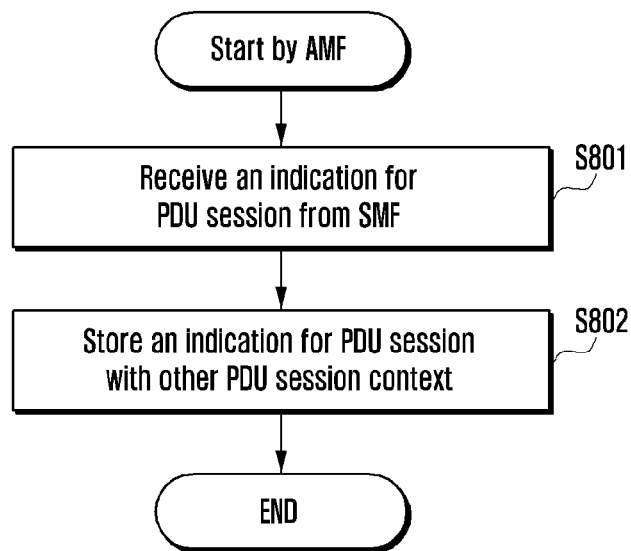 Start by AMF
S801
Receive an indication for
PDU session from SMF
S802
Store an indication for PDU session
with other PDU session context
END